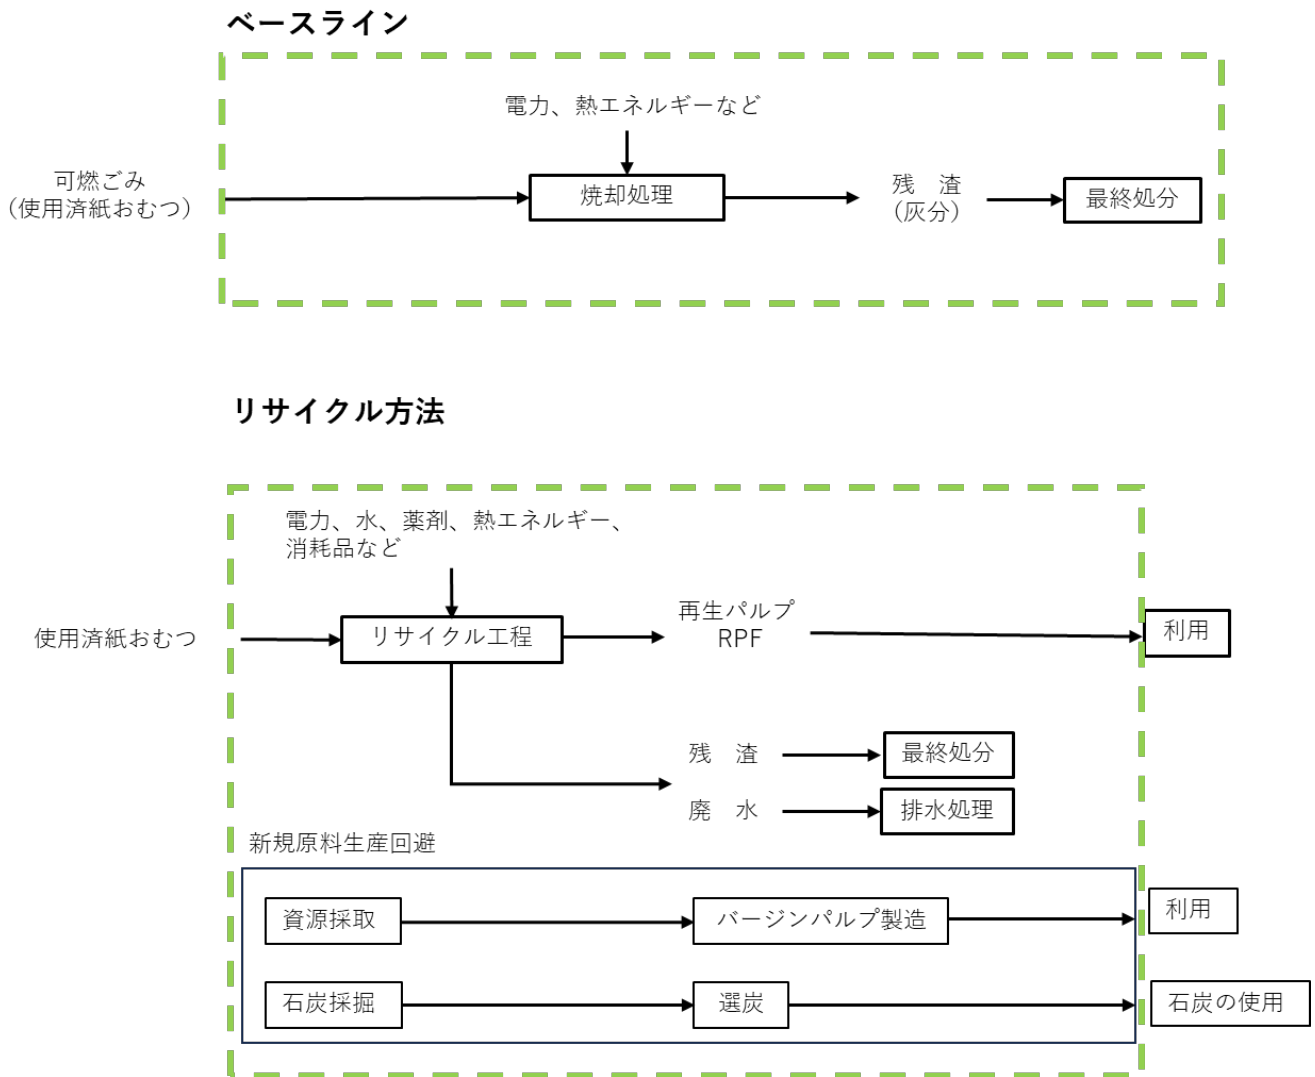 ベースライン
電力、熱エネルギーなど
可燃ごみ
（使用済紙おむつ）
焼却処理
残　渣
（灰分）
最終処分
リサイクル方法
電力、水、薬剤、熱エネルギー、
消耗品など
使用済紙おむつ
リサイクル工程
再生パルプ
RPF
利用
残　渣
最終処分
廃　水
排水処理
新規原料生産回避
資源採取
バージンパルプ製造
利用
石炭採掘
選炭
石炭の使用